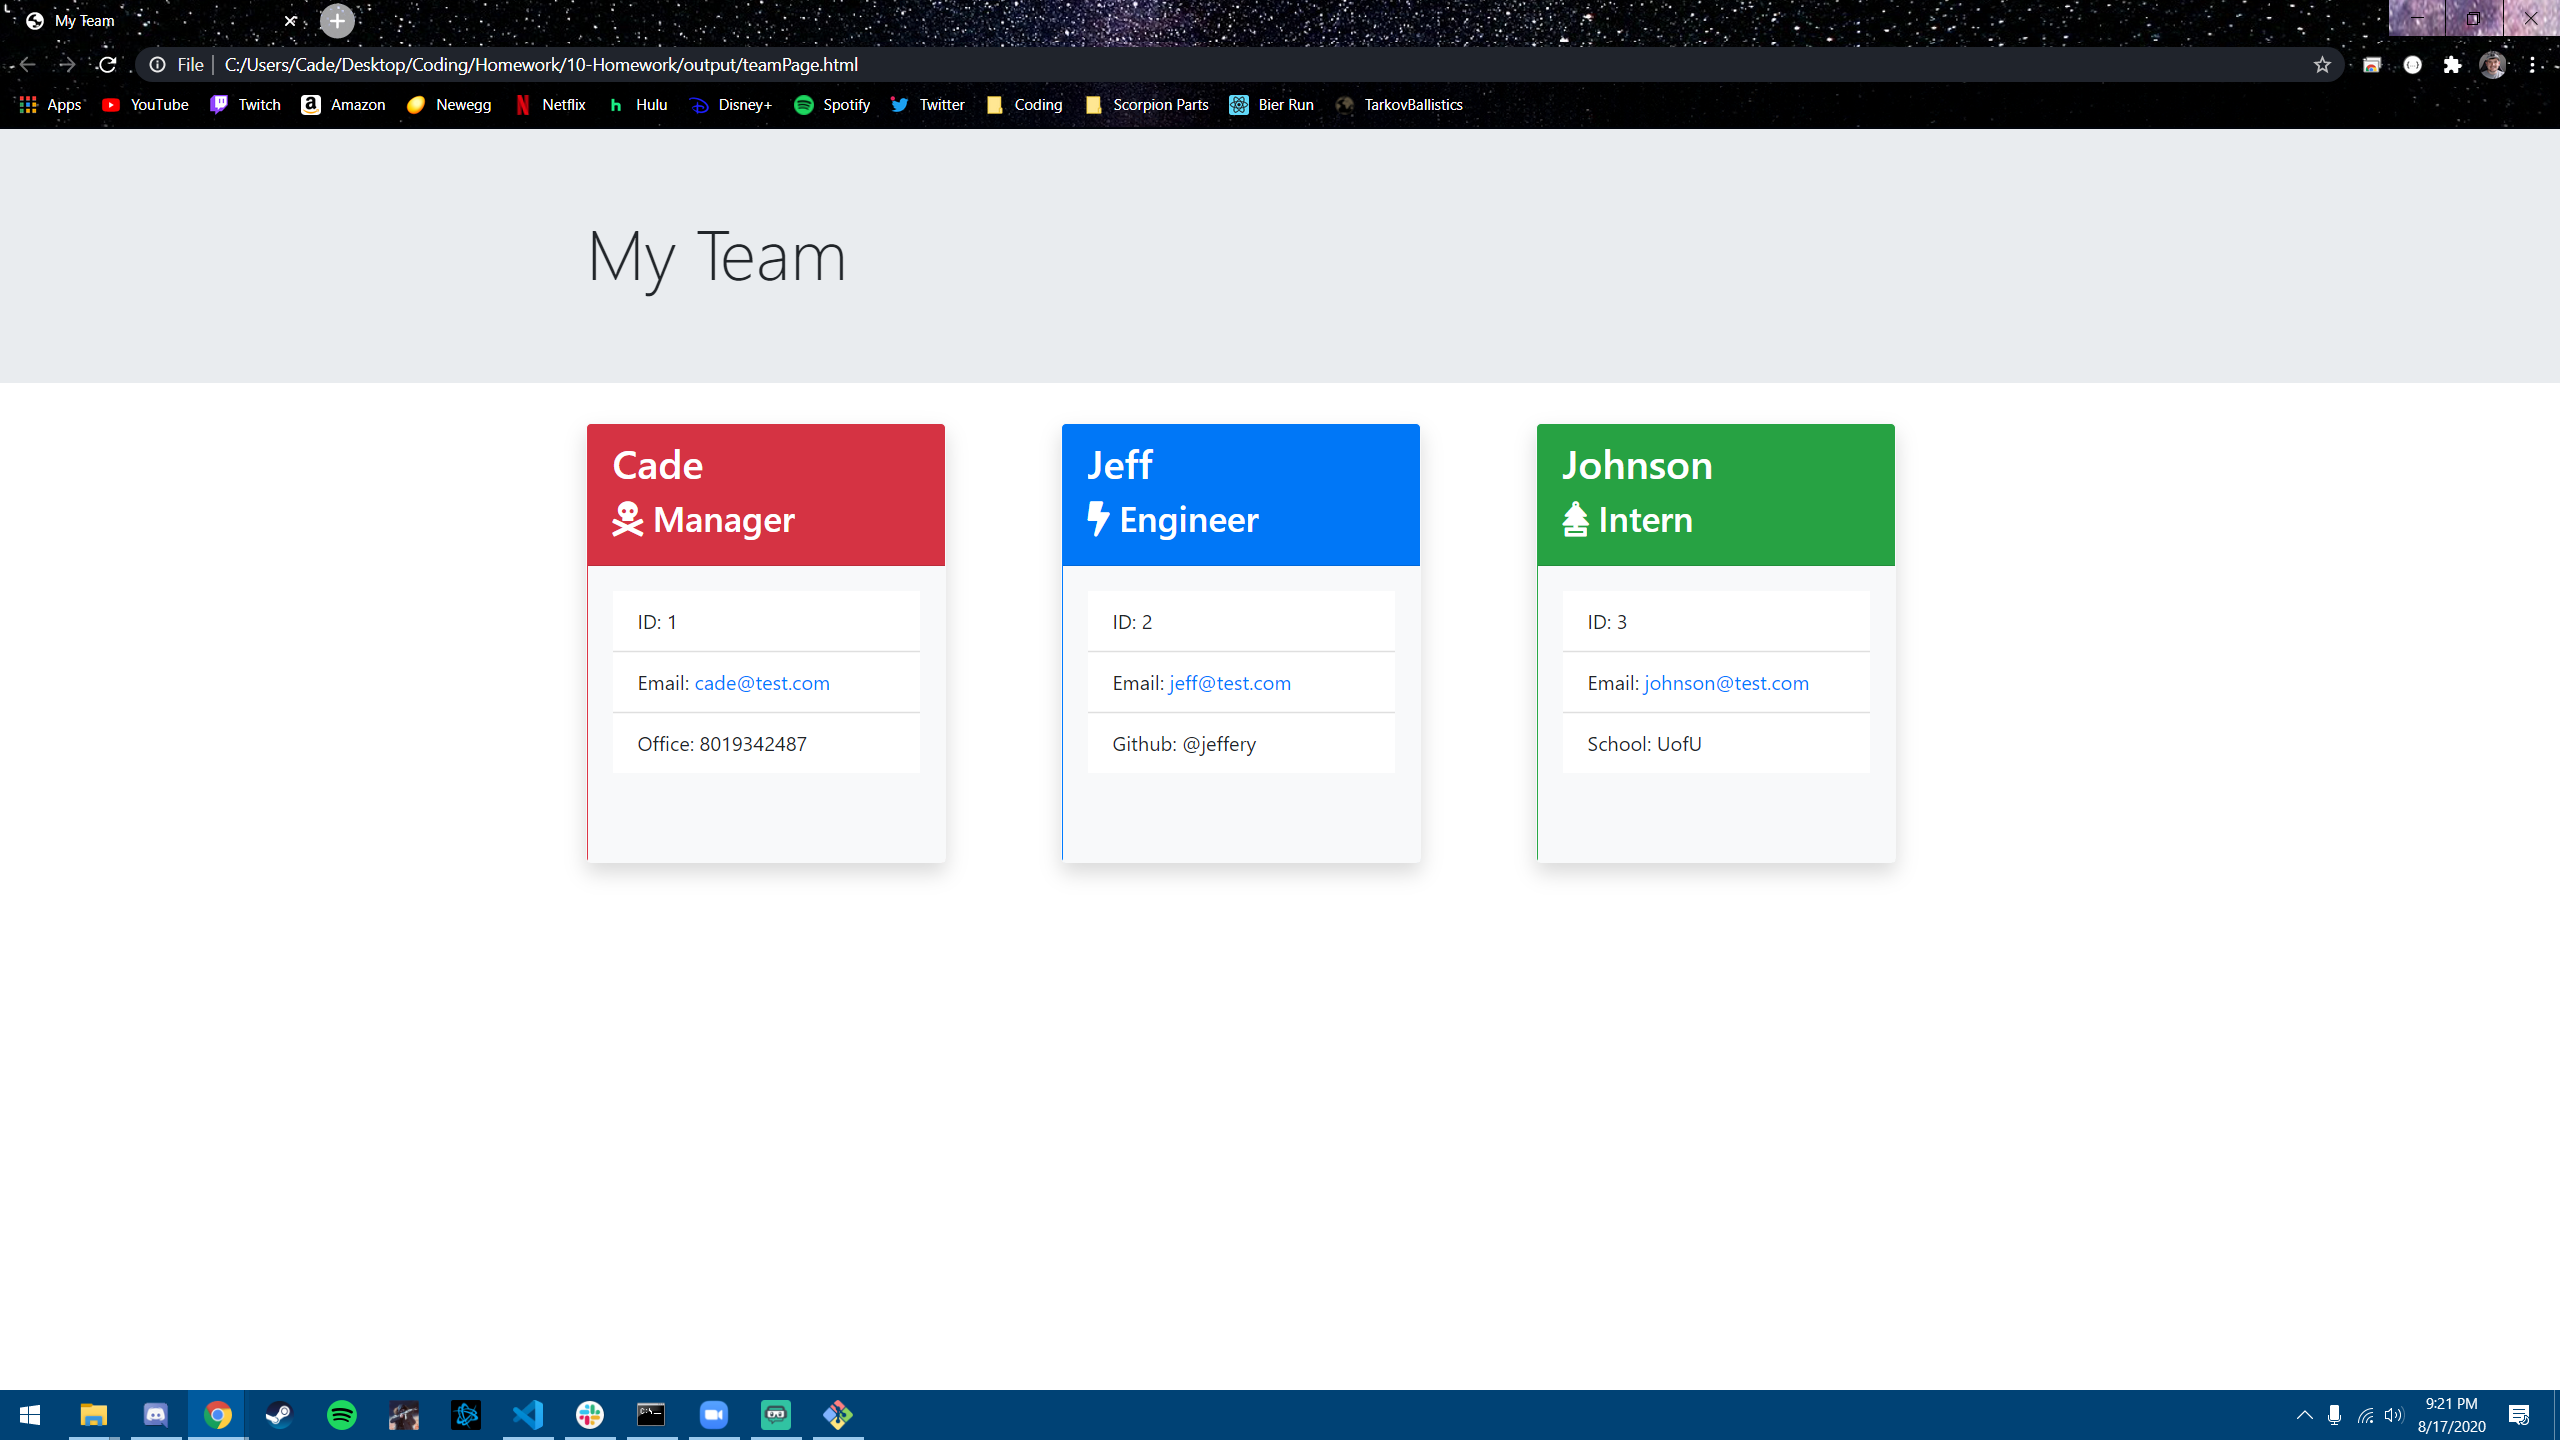 My Team
File | C:/Users/Cade/Desktop/Coding/Homework/10-Homework/output/teamPage.html
Apps YouTube Twitch Amazon Newegg Netflix Hulu Disney+ Spotify Twitter Coding Scorpion Parts Bier Run TarkovBallistics
My Team
Cade
Manager
ID: 1
Email: cade@test.com
Office: 8019342487
Jeff
Engineer
ID: 2
Email: jeff@test.com
Github: @jeffery
Johnson
Intern
ID: 3
Email: johnson@test.com
School: UofU
9:21 PM
8/17/2020